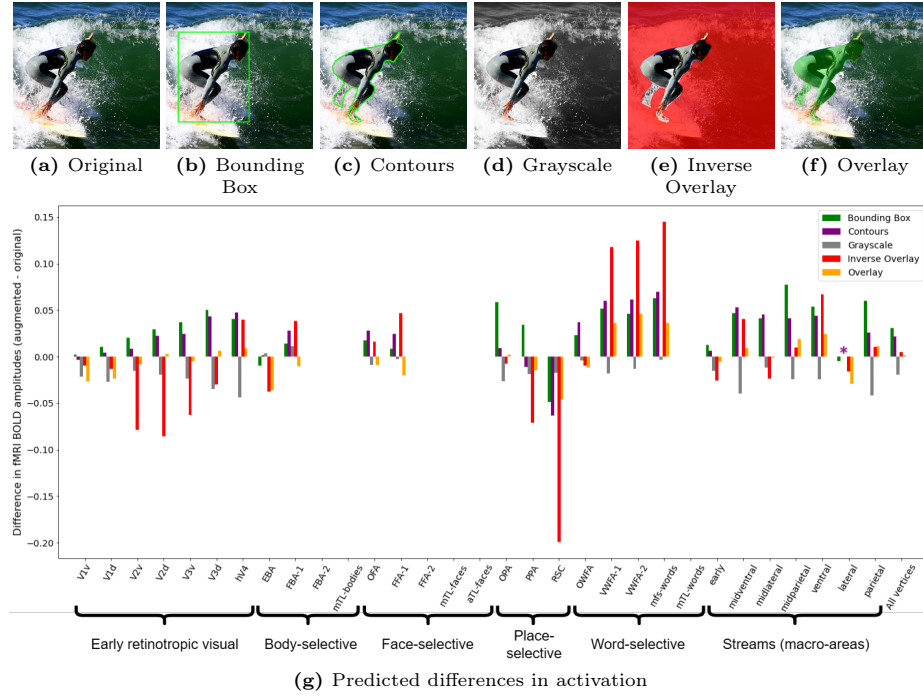 (a) Original
(b) Bounding
Box
(c) Contours
(d) Grayscale
(e) Inverse
Overlay
(f) Overlay
Difference in fMRI BOLD amplitudes (augmented - original)
0.15
0.10
0.05
0.00
−0.05
−0.10
−0.15
−0.20
Bounding Box
Contours
Grayscale
Inverse Overlay
Overlay
*
V1v
V1d
V2v
V2d
V3v
V3d
hV4
EBA
FBA-1
FBA-2
mTL-bodies
OFA
FFA-1
FFA-2
mTL-faces
aTL-faces
OPA
PPA
RSC
OWFA
VWFA-1
VWFA-2
mfs-words
mTL-words
early
midventral
midlateral
midparietal
ventral
lateral
parietal
All vertices
Early retinotropic visual
Body-selective
Face-selective
Place-
selective
Word-selective
Streams (macro-areas)
(g) Predicted differences in activation